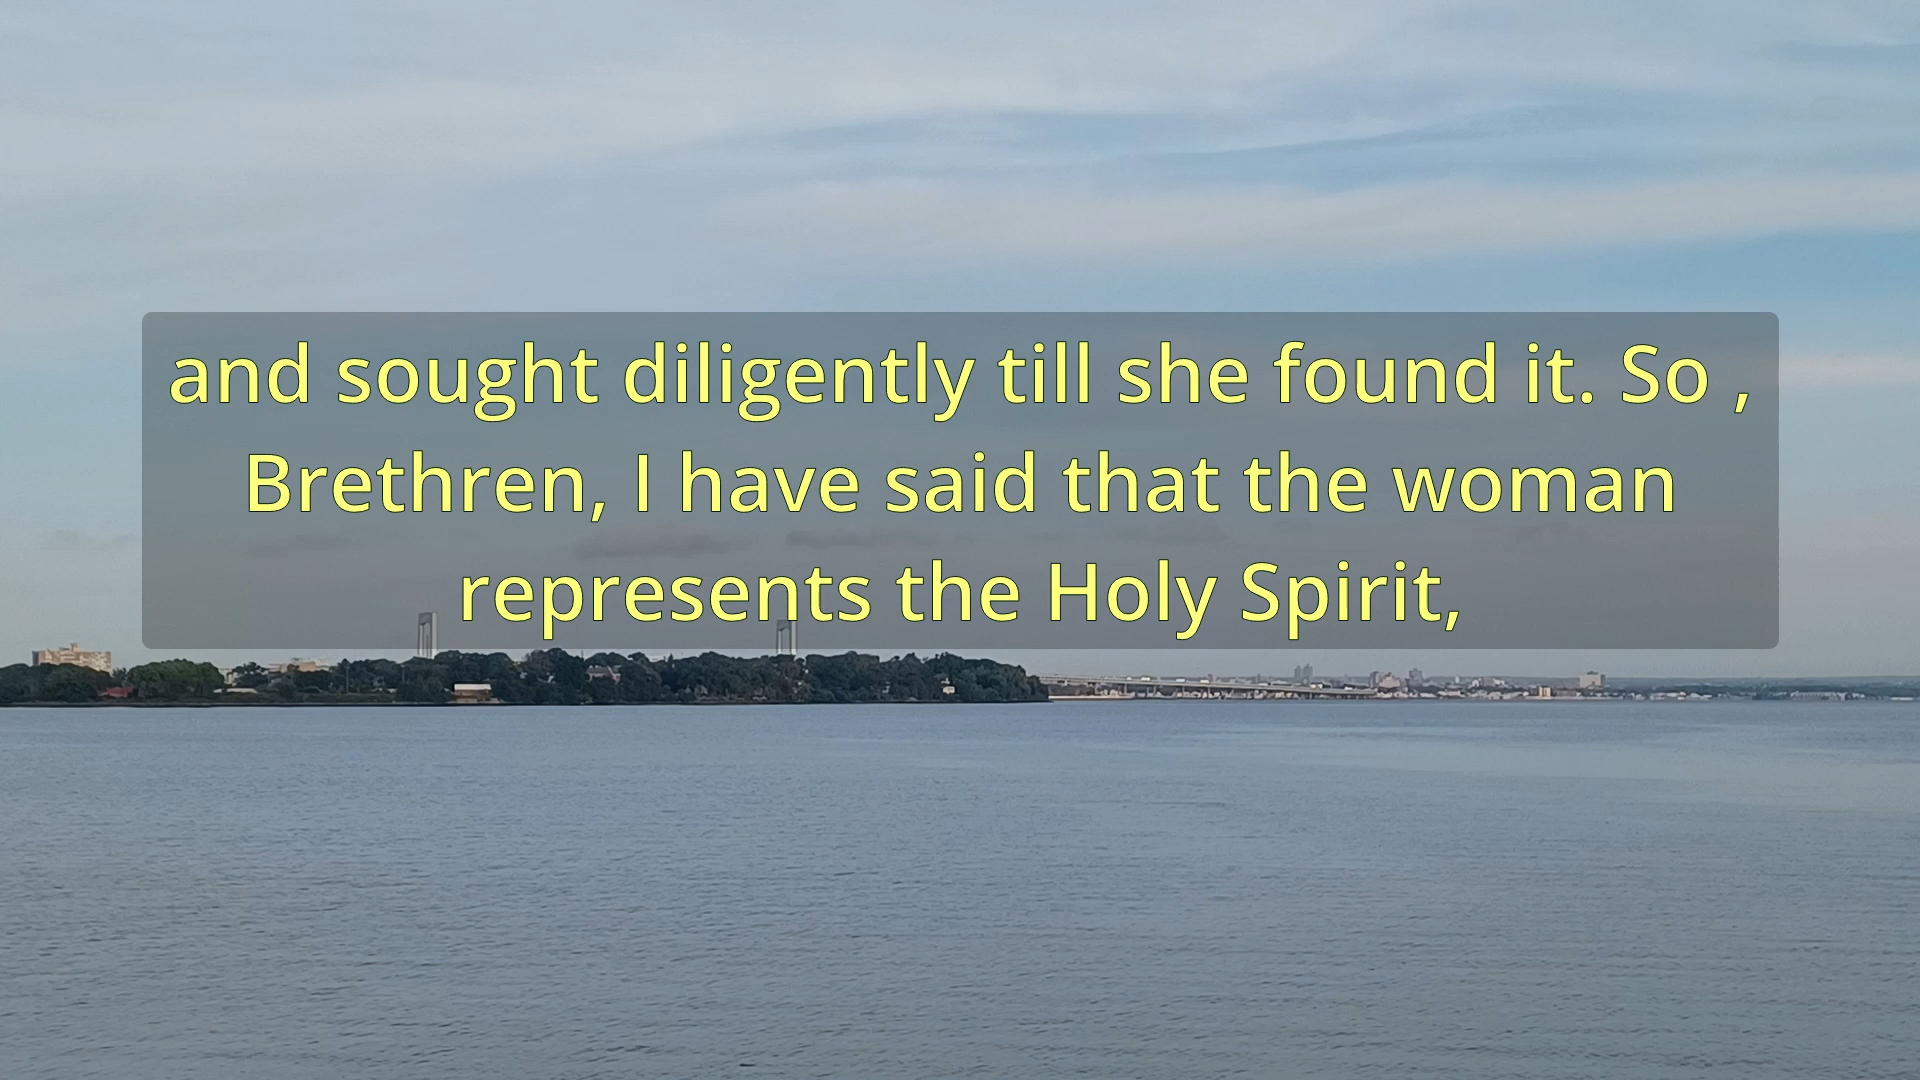 and sought diligently till she found it. So ,
Brethren, I have said that the woman
represents the Holy Spirit,